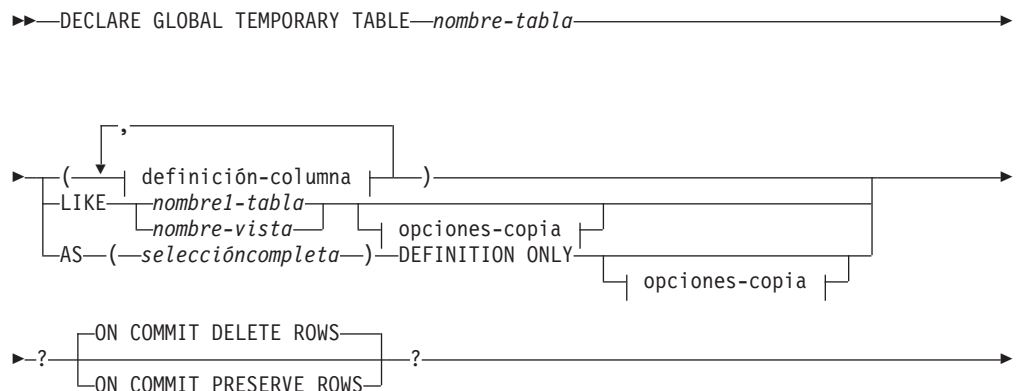 DECLARE GLOBAL TEMPORARY TABLE nombre-tabla
,
( definición-columna )
LIKE nombre1-tabla
nombre-vista opciones-copia
AS ( seleccióncompleta ) DEFINITION ONLY
opciones-copia
ON COMMIT DELETE ROWS
? ?
ON COMMIT PRESERVE ROWS